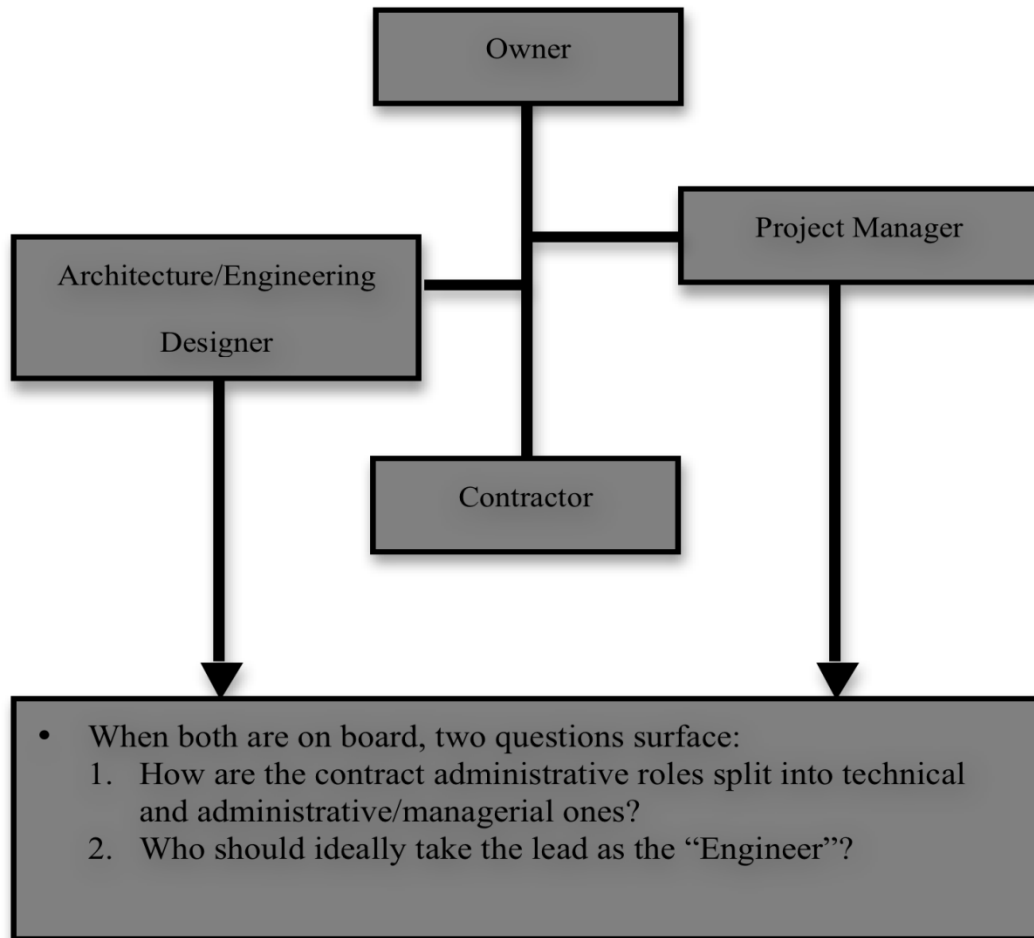 Owner
Project Manager
Architecture/Engineering
Designer
Contractor
• When both are on board, two questions surface:
1. How are the contract administrative roles split into technical
and administrative/managerial ones?
2. Who should ideally take the lead as the “Engineer”?